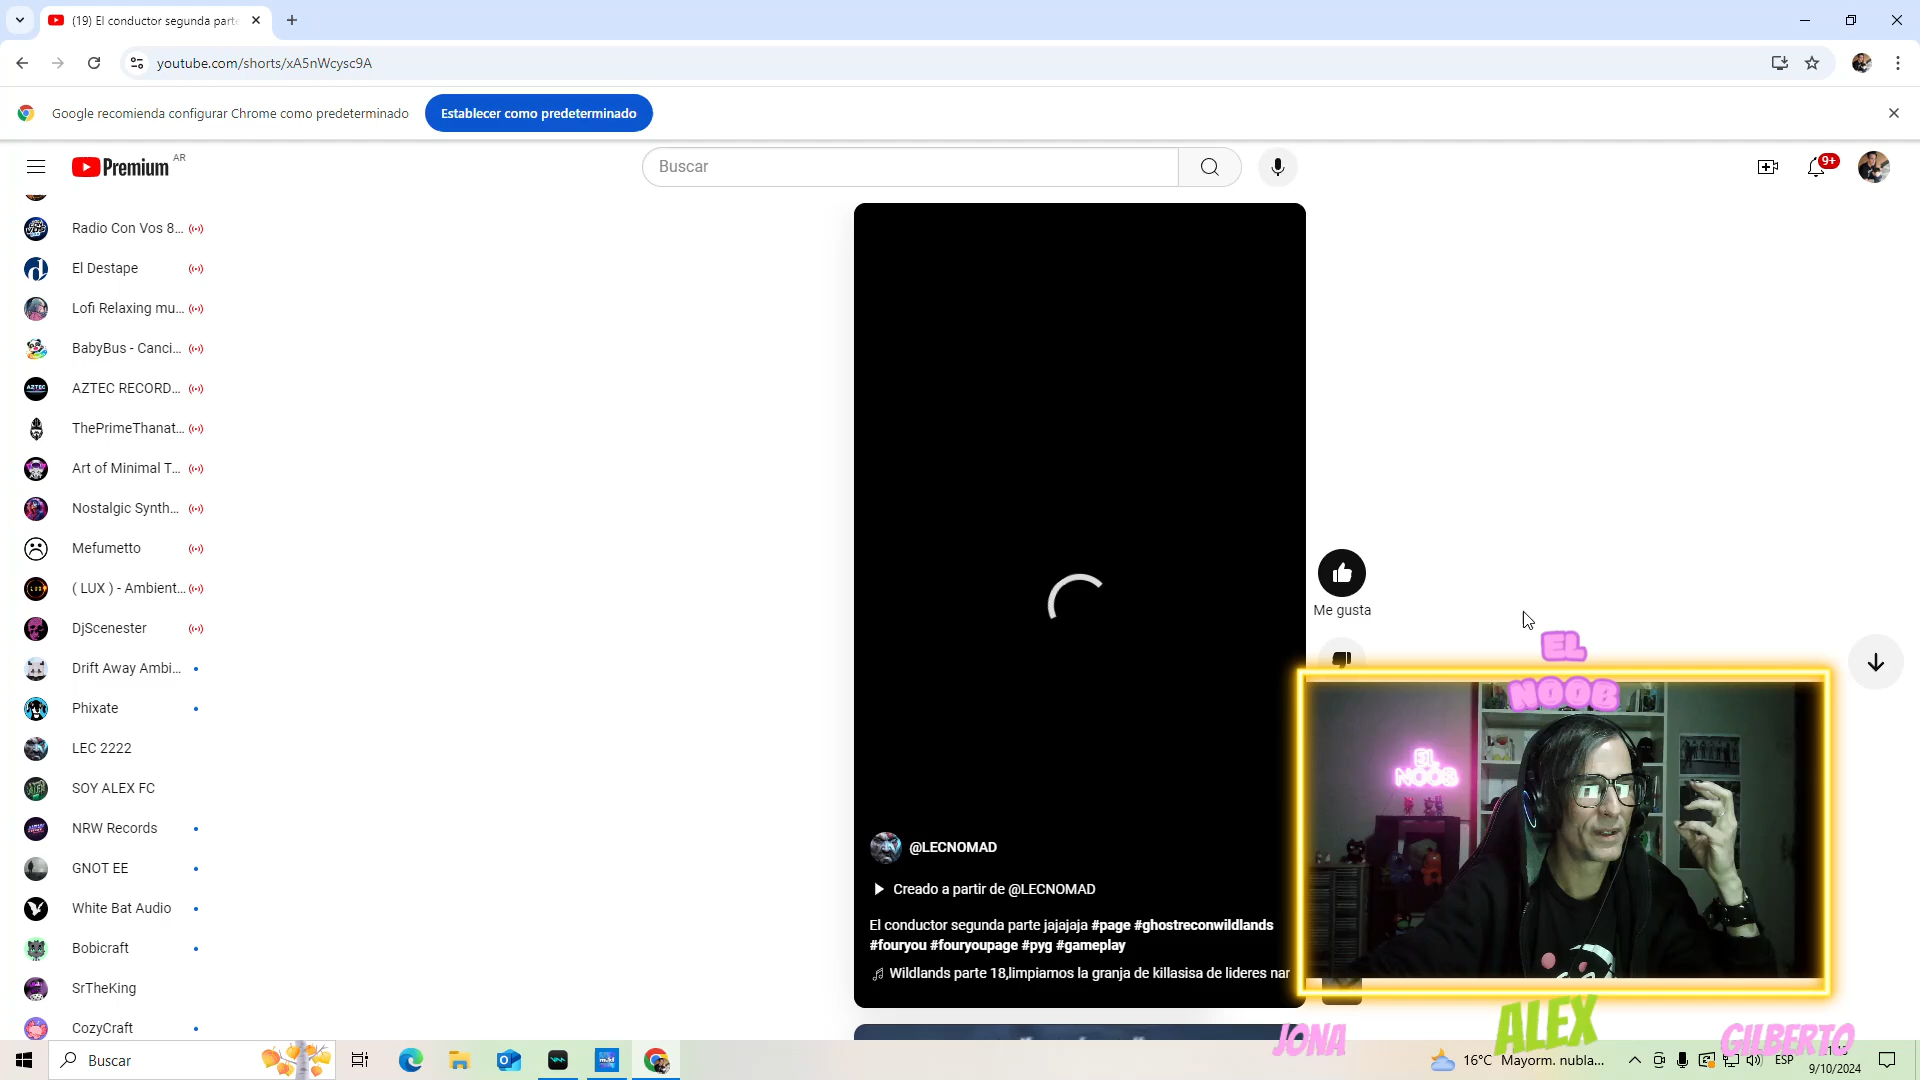 (19) El conductor segunda parte
youtube.com/shorts/xA5nWcysc9A
Google recomienda configurar Chrome como predeterminado
Establecer como predeterminado
Premium AR
Buscar
9+
Radio Con Vos 8...
El Destape
Lofi Relaxing mu...
BabyBus - Canci...
AZTEC RECORD...
ThePrimeThanat...
Art of Minimal T...
Nostalgic Synth...
Mefumetto
( LUX ) - Ambient...
DjScenester
Drift Away Ambi...
Phixate
LEC 2222
SOY ALEX FC
NRW Records
GNOT EE
White Bat Audio
Bobicraft
SrTheKing
CozyCraft
Me gusta
@LECNOMAD
Creado a partir de @LECNOMAD
El conductor segunda parte jajajaja #page #ghostreconwildlands
#fouryou #fouryoupage #pyg #gameplay
Wildlands parte 18,limpiamos la granja de killasisa de lideres nar
EL
NOOB
EL
NOOB
JONA
ALEX
GILBERTO
Buscar
16°C Mayorm. nubla...
ESP
9/10/2024